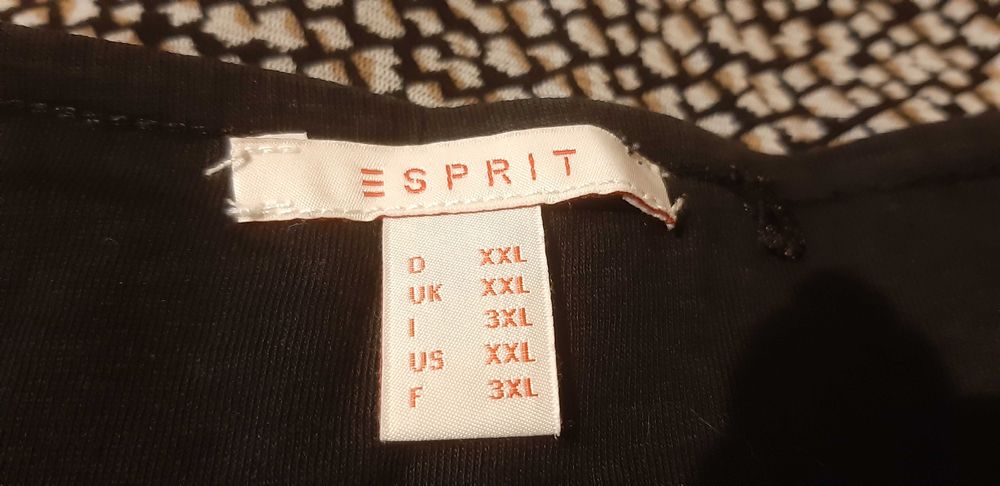 ESPRIT
D XXL
UK XXL
I 3XL
US XXL
F 3XL